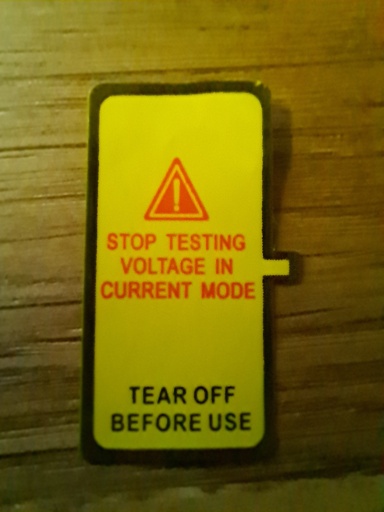 STOP TESTING
VOLTAGE IN
CURRENT MODE
TEAR OFF
BEFORE USE